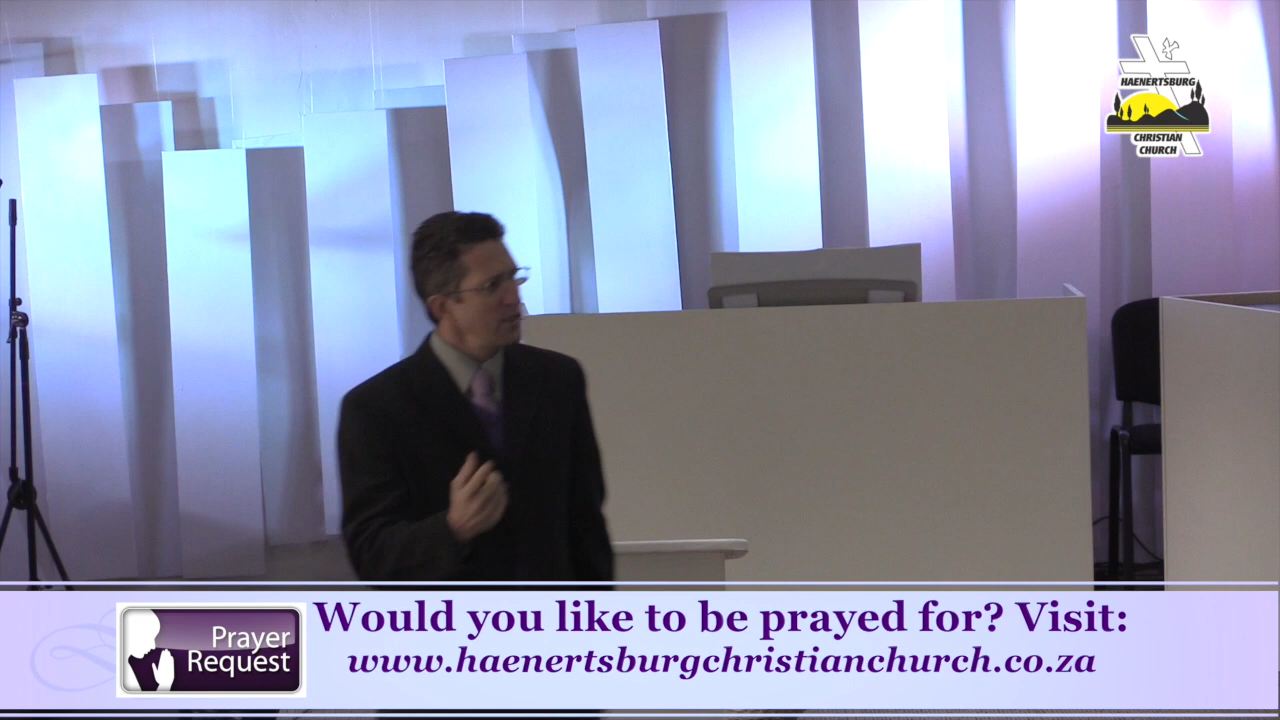 HAENERTSBURG
CHRISTIAN
CHURCH
Would you like to be prayed for? Visit:
www.haenertsburgchristianchurch.co.za
Prayer
Request